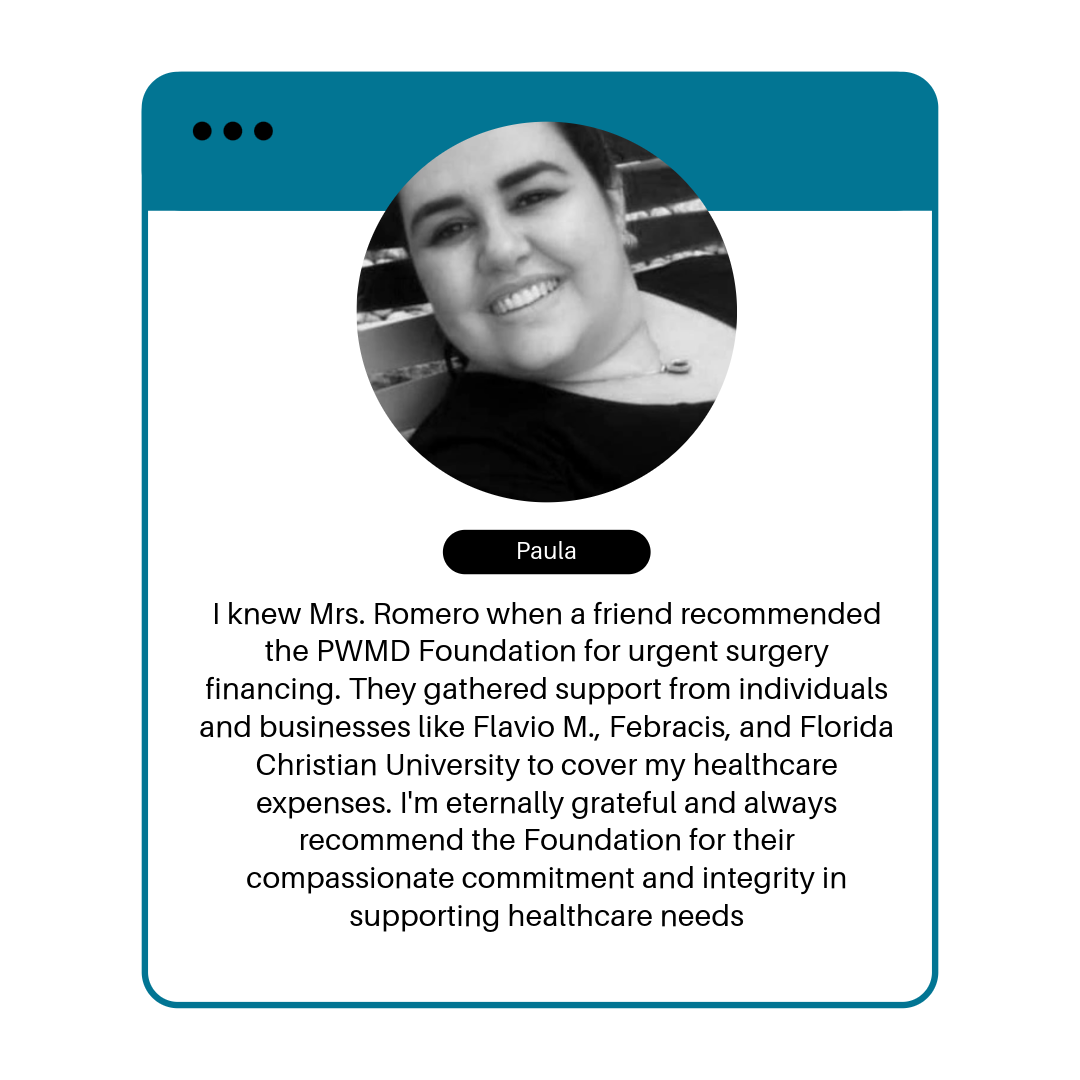 Paula
I knew Mrs. Romero when a friend recommended
the PWMD Foundation for urgent surgery
financing. They gathered support from individuals
and businesses like Flavio M., Febracis, and Florida
Christian University to cover my healthcare
expenses. I'm eternally grateful and always
recommend the Foundation for their
compassionate commitment and integrity in
supporting healthcare needs